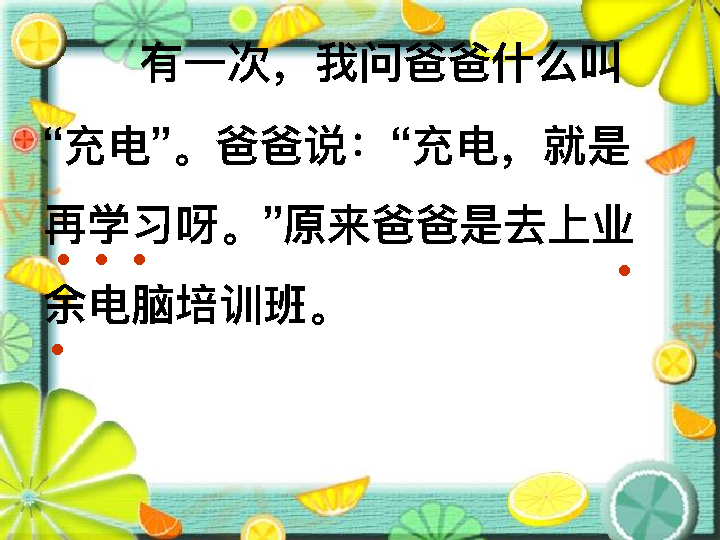 有一次，我问爸爸什么叫
“充电”。爸爸说：“充电，就是
再学习呀。”原来爸爸是去上业
余电脑培训班。